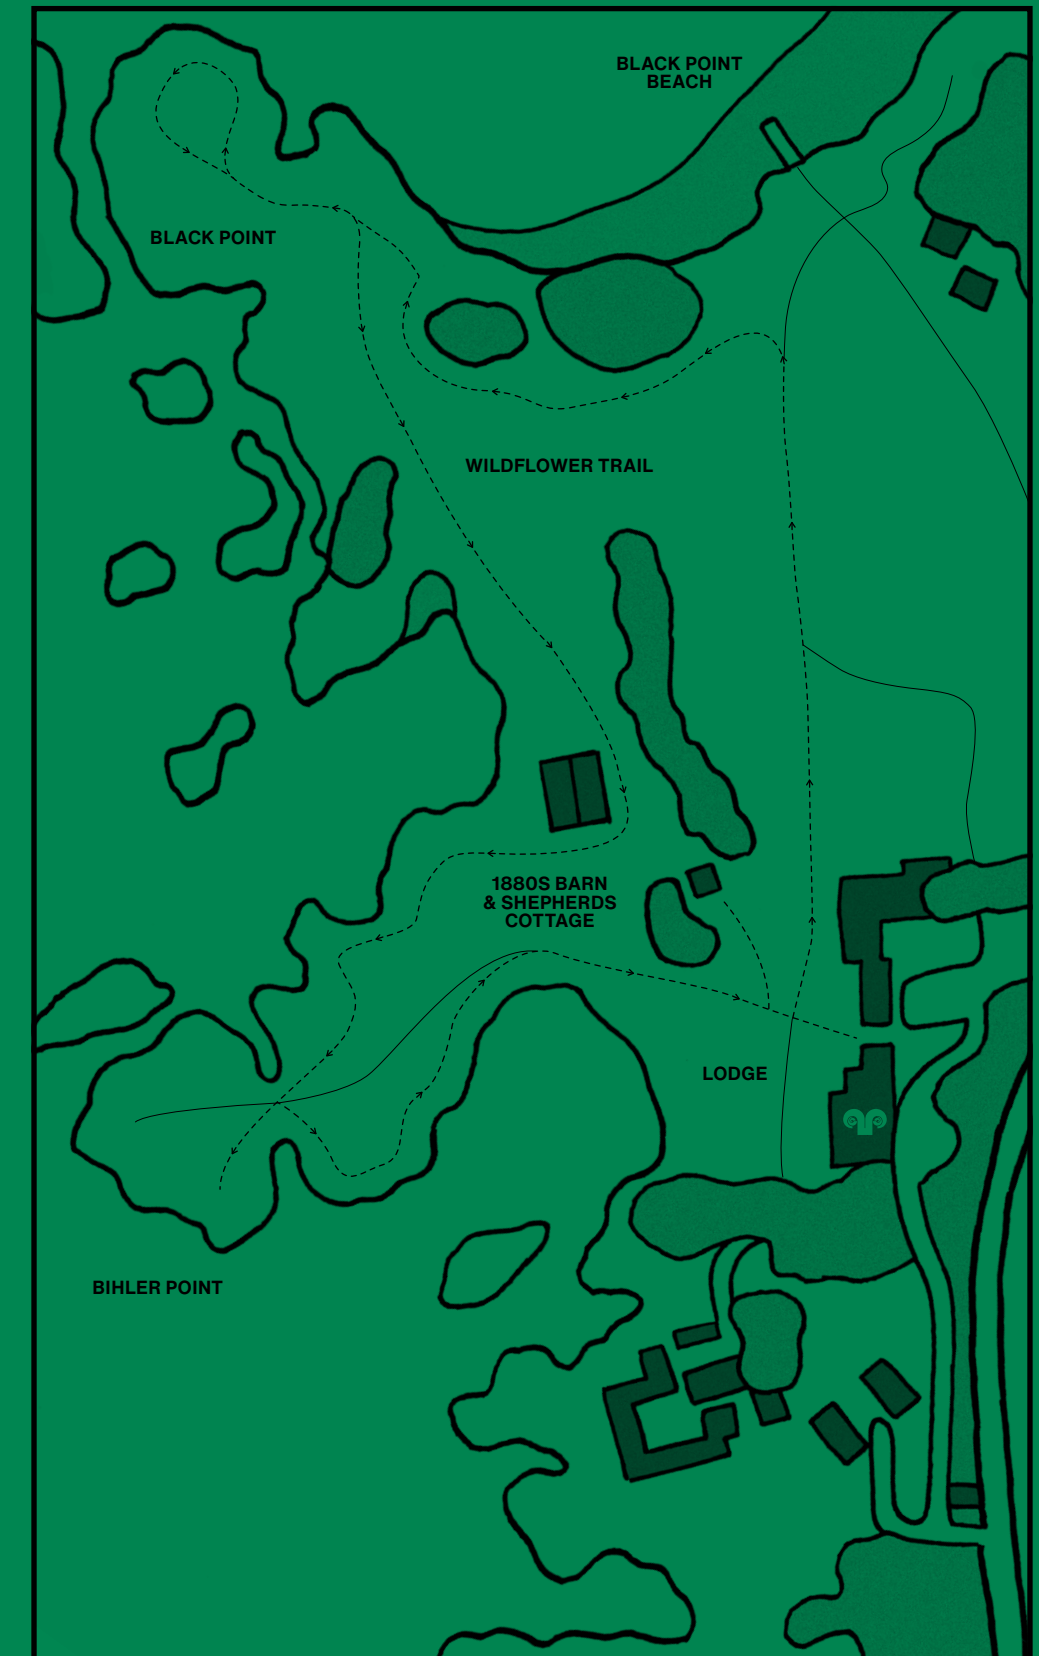 BLACK POINT
BEACH
BLACK POINT
WILDFLOWER TRAIL
1880S BARN
& SHEPHERDS
COTTAGE
LODGE
BIHLER POINT